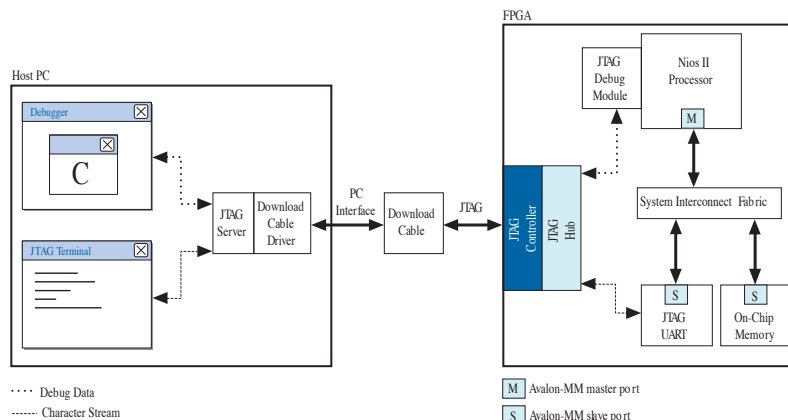 FPGA
Host PC
Debugger
C
JTAG Terminal
JTAG
Server
Download
Cable
Driver
PC
Interface
Download
Cable
JTAG
JTAG
Controller
JTAG
Hub
JTAG
Debug
Module
Nios II
Processor
M
System Interconnect Fabric
S
JTAG
UART
S
On-Chip
Memory
Debug Data
Character Stream
M Avalon-MM master port
S Avalon-MM slave port